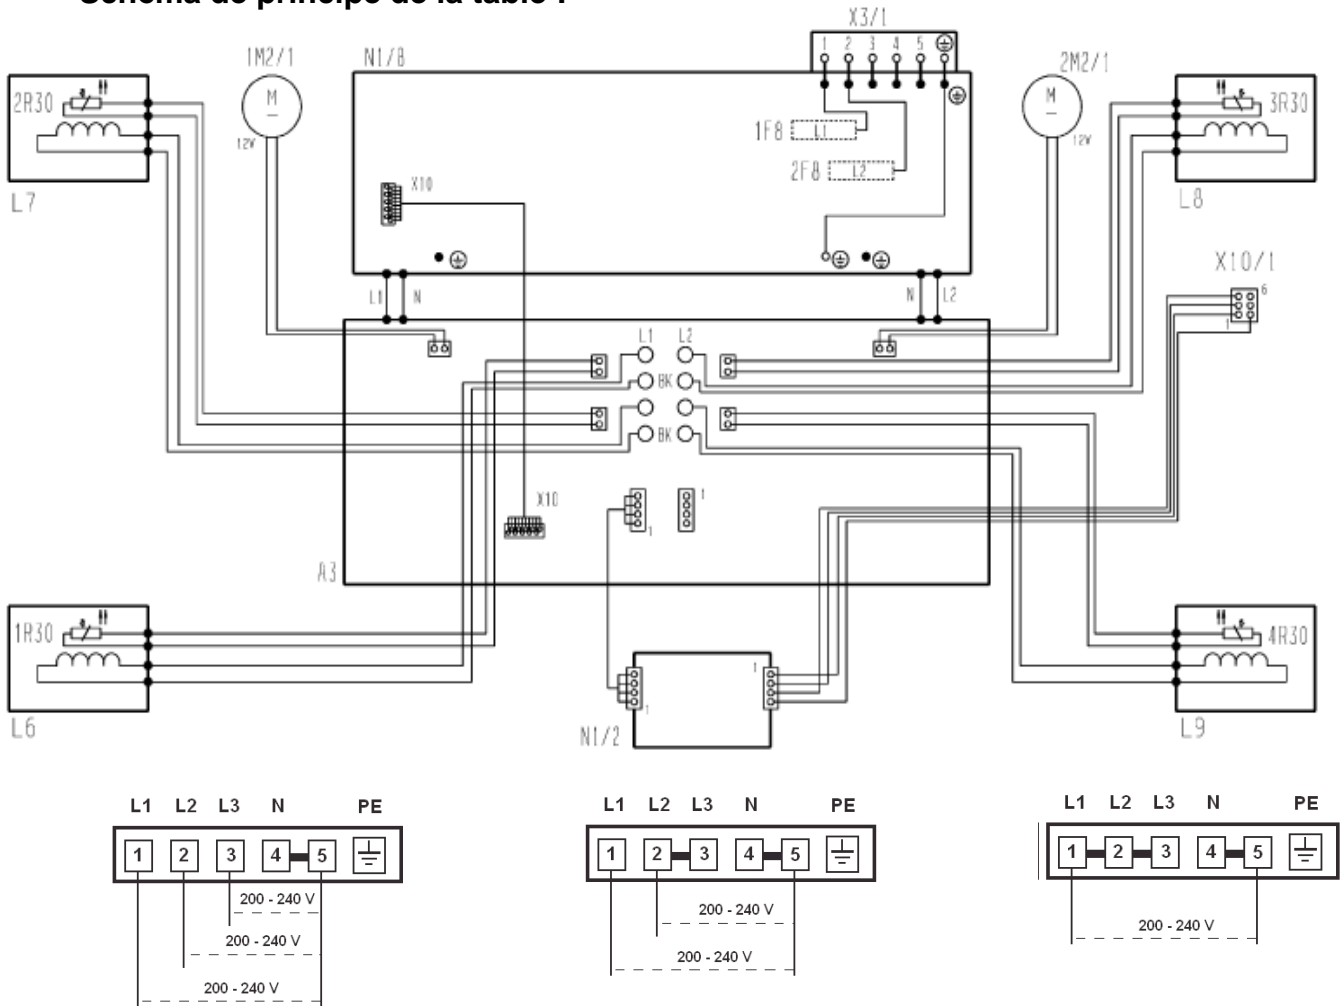 Schéma de principe de la table :
X3/1
1 2 3 4 5
1M2/1
N1/8
2M2/1
2R30
M
12V
1F8
L1
2F8
L2
M
12V
3R30
L7
X10
L8
X10/1
6
1
L1
N
N
L2
L1
L2
BK
BK
X10
1
1
A3
1R30
4R30
1
1
L6
N1/2
L9
L1 L2 L3 N PE
1 2 3 4 5
200 - 240 V
200 - 240 V
200 - 240 V
L1 L2 L3 N PE
1 2 3 4 5
200 - 240 V
200 - 240 V
L1 L2 L3 N PE
1 2 3 4 5
200 - 240 V